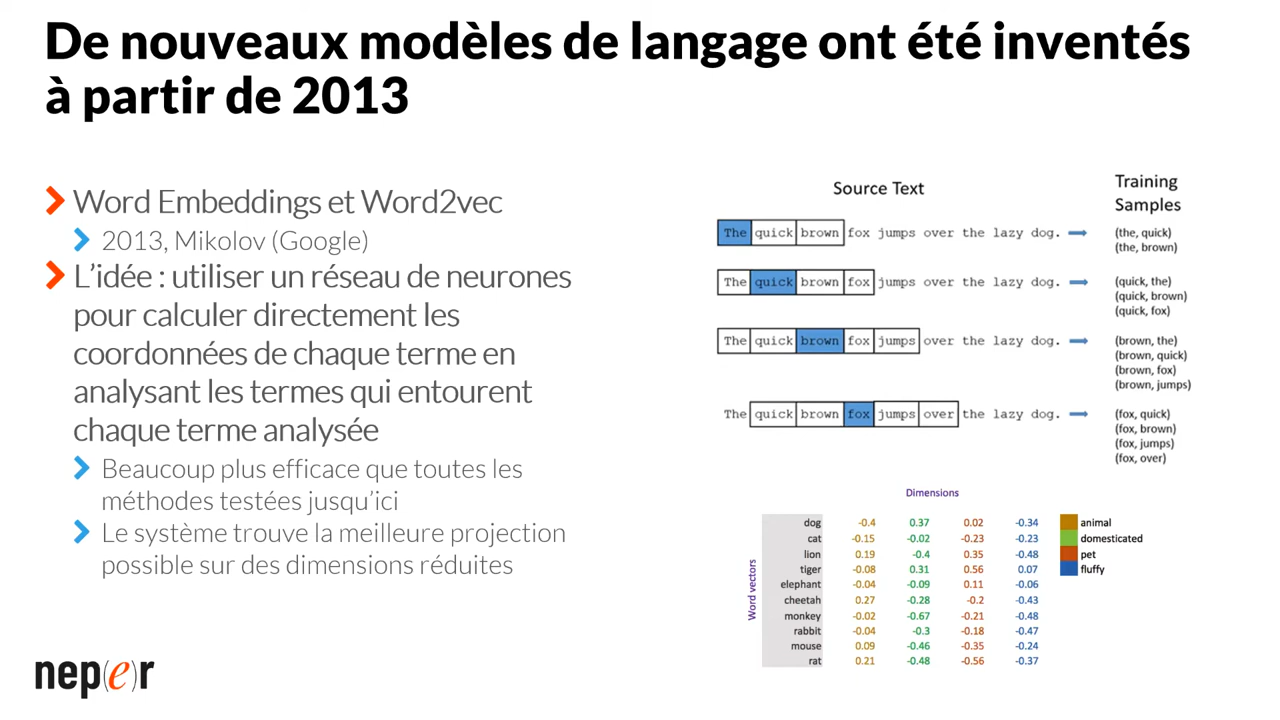 De nouveaux modèles de langage ont été inventés
à partir de 2013
Word Embeddings et Word2vec
2013, Mikolov (Google)
L'idée : utiliser un réseau de neurones
pour calculer directement les
coordonnées de chaque terme en
analysant les termes qui entourent
chaque terme analysée
Beaucoup plus efficace que toutes les
méthodes testées jusqu'ici
Le système trouve la meilleure projection
possible sur des dimensions réduites
nep(e)r
Source Text
Training
Samples
The quick brown fox jumps over the lazy dog.
(the, quick)
(the, brown)
The quick brown fox jumps over the lazy dog.
(quick, the)
(quick, brown)
(quick, fox)
The quick brown fox jumps over the lazy dog.
(brown, the)
(brown, quick)
(brown, fox)
(brown, jumps)
The quick brown fox jumps over the lazy dog.
(fox, quick)
(fox, brown)
(fox, jumps)
(fox, over)
Dimensions
Word vectors
dog -0.4 0.37 0.02 -0.34
cat -0.15 -0.02 -0.23 -0.23
lion 0.19 -0.4 0.35 -0.48
tiger -0.08 0.31 0.56 0.07
elephant -0.04 -0.09 0.11 -0.06
cheetah 0.27 -0.28 -0.2 -0.43
monkey -0.02 -0.67 -0.21 -0.48
rabbit -0.04 -0.3 -0.18 -0.47
mouse 0.09 -0.46 -0.35 -0.24
rat 0.21 -0.48 -0.56 -0.37
animal
domesticated
pet
fluffy